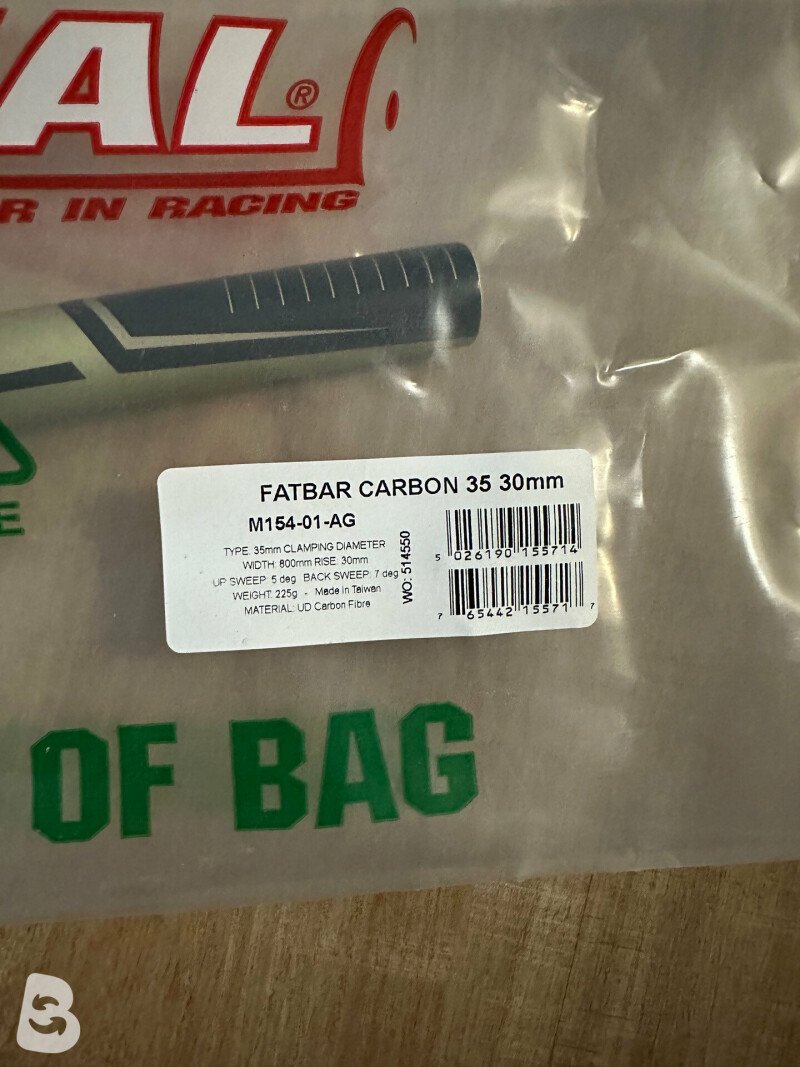 AL®
R IN RACING
E
FATBAR CARBON 35 30mm
M154-01-AG
TYPE: 35mm CLAMPING DIAMETER
WIDTH: 800mm RISE: 30mm
UP SWEEP: 5 deg BACK SWEEP: 7 deg
WEIGHT: 225g - Made in Taiwan
MATERIAL: UD Carbon Fibre
WO: 514550
5 026190 155714
7 65442 15571 7
OF BAG
B